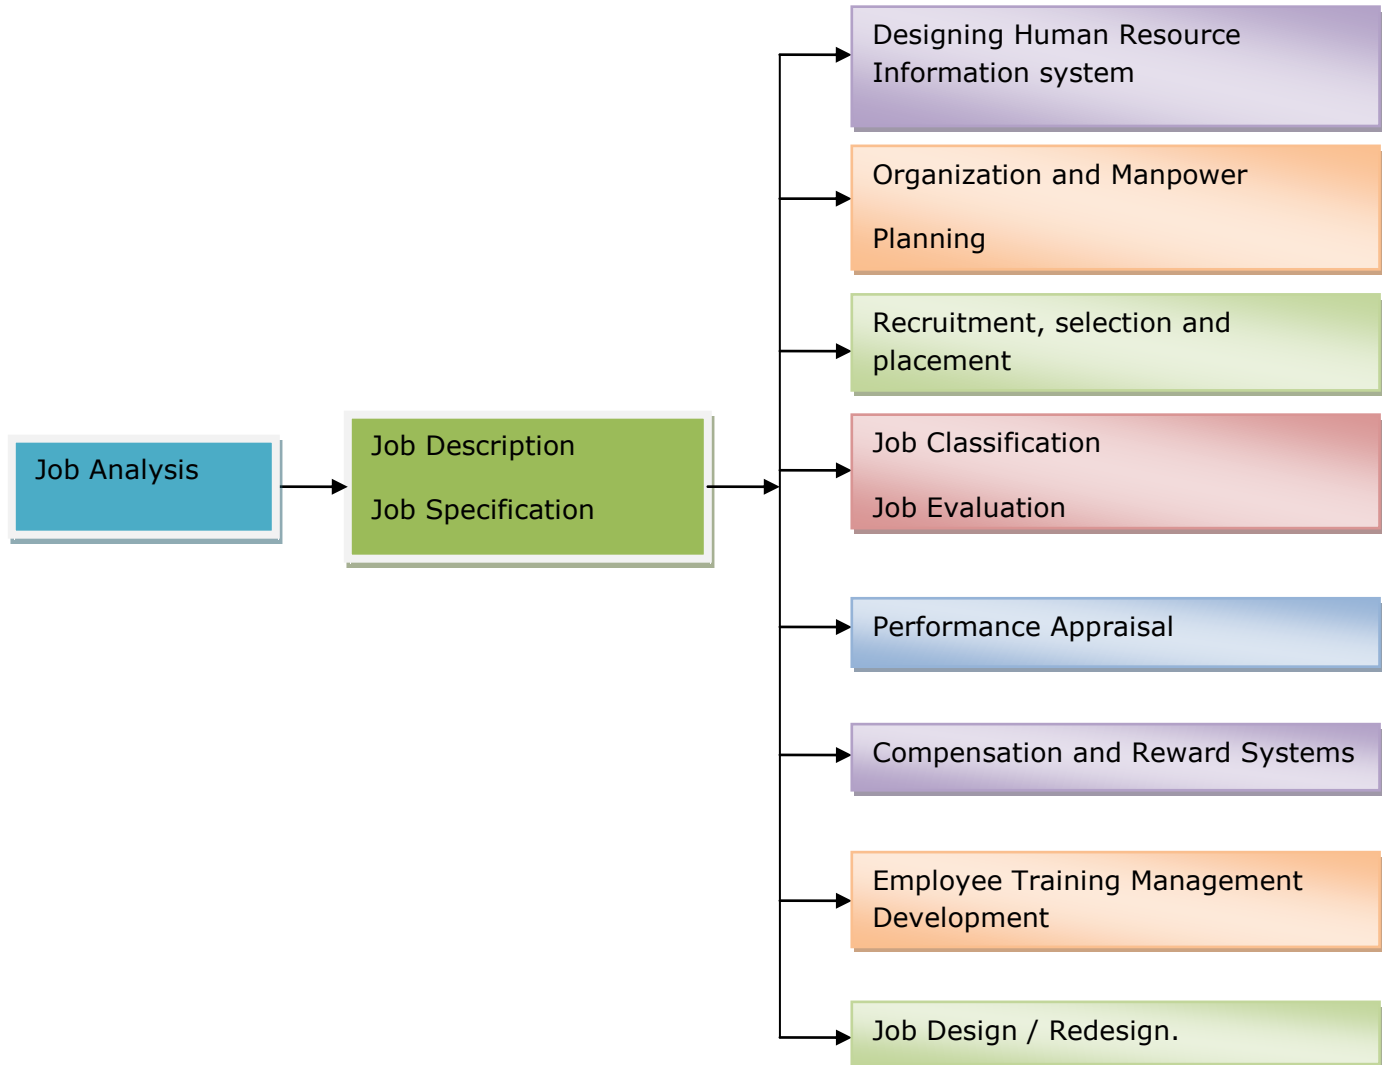 Job Analysis
Job Description
Job Specification
Designing Human Resource
Information system
Organization and Manpower
Planning
Recruitment, selection and
placement
Job Classification
Job Evaluation
Performance Appraisal
Compensation and Reward Systems
Employee Training Management
Development
Job Design / Redesign.